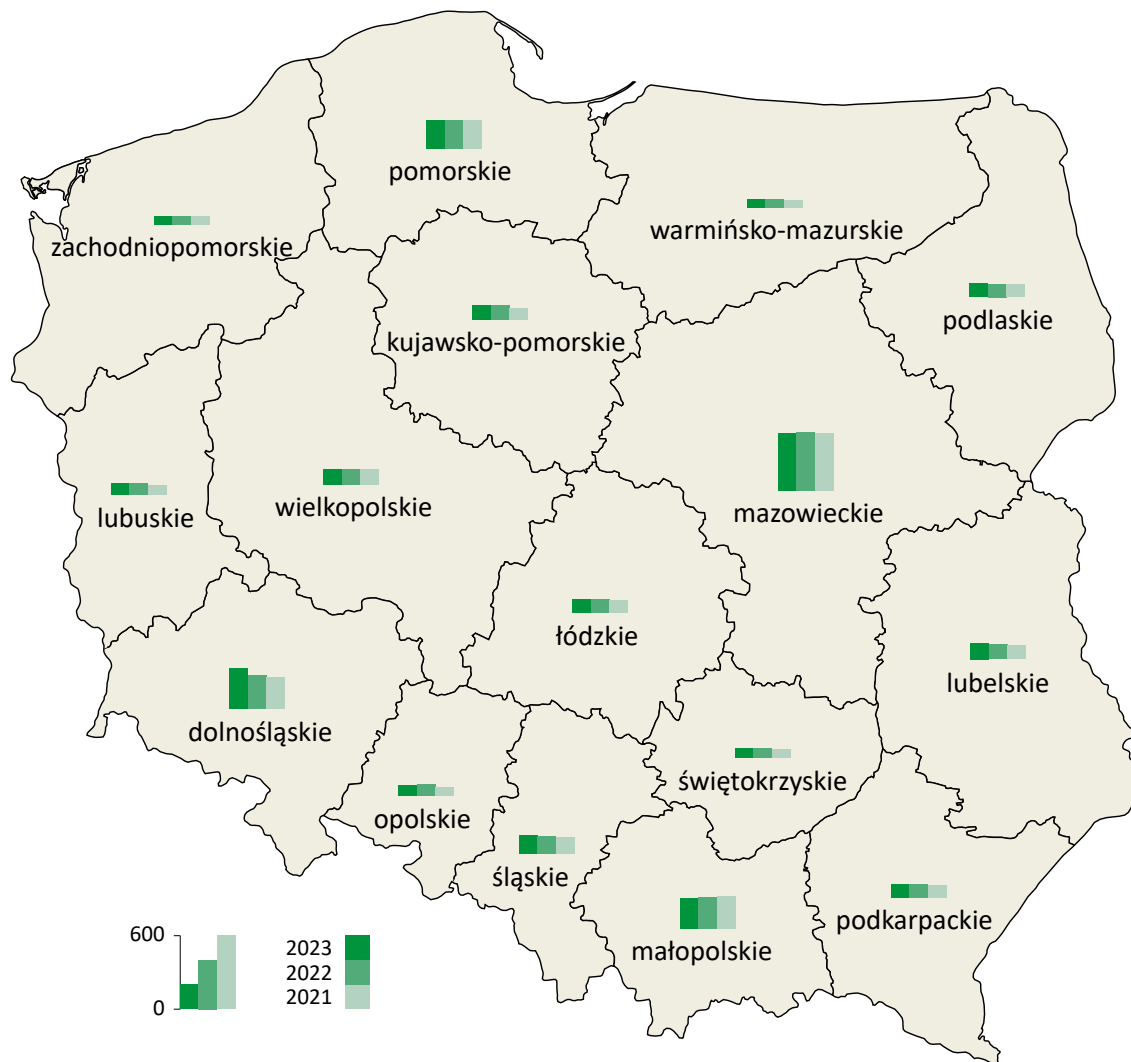 pomorskie
warmińsko-mazurskie
zachodniopomorskie
podlaskie
kujawsko-pomorskie
wielkopolskie
mazowieckie
lubuskie
łódzkie
lubelskie
dolnośląskie
świętokrzyskie
opolskie
śląskie
podkarpackie
małopolskie
600
0
2023
2022
2021